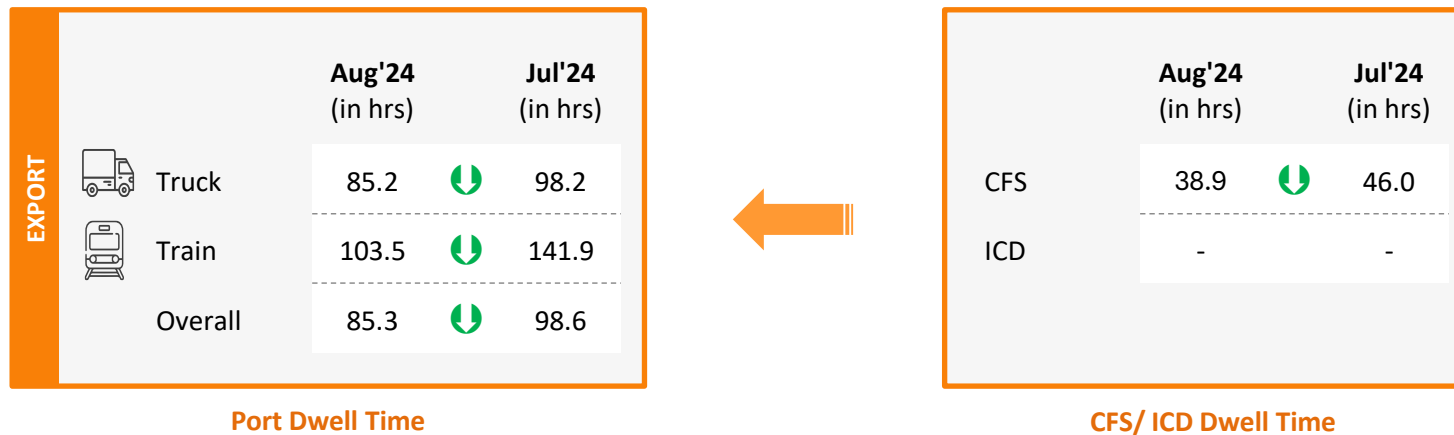 EXPORT
Aug'24 Jul'24
(in hrs) (in hrs)
Truck 85.2 98.2
Train 103.5 141.9
Overall 85.3 98.6
Port Dwell Time
Aug'24 Jul'24
(in hrs) (in hrs)
CFS 38.9 46.0
ICD - -
CFS/ ICD Dwell Time